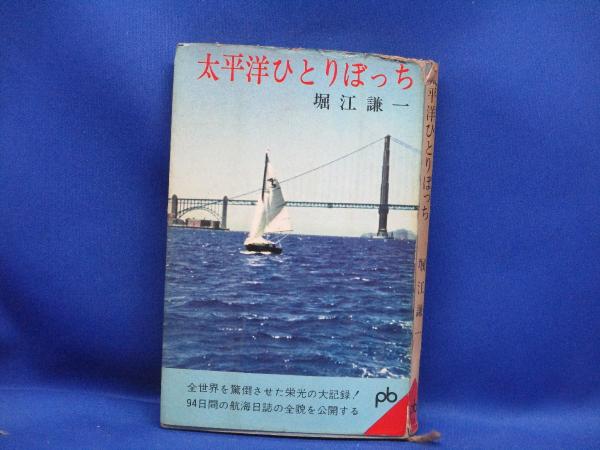 太平洋ひとりぼっち
堀江謙一
全世界を驚倒させた栄光の大記録!
94日間の航海日誌の全貌を公開する
pb
太平洋ひとりぼっち
堀江謙一